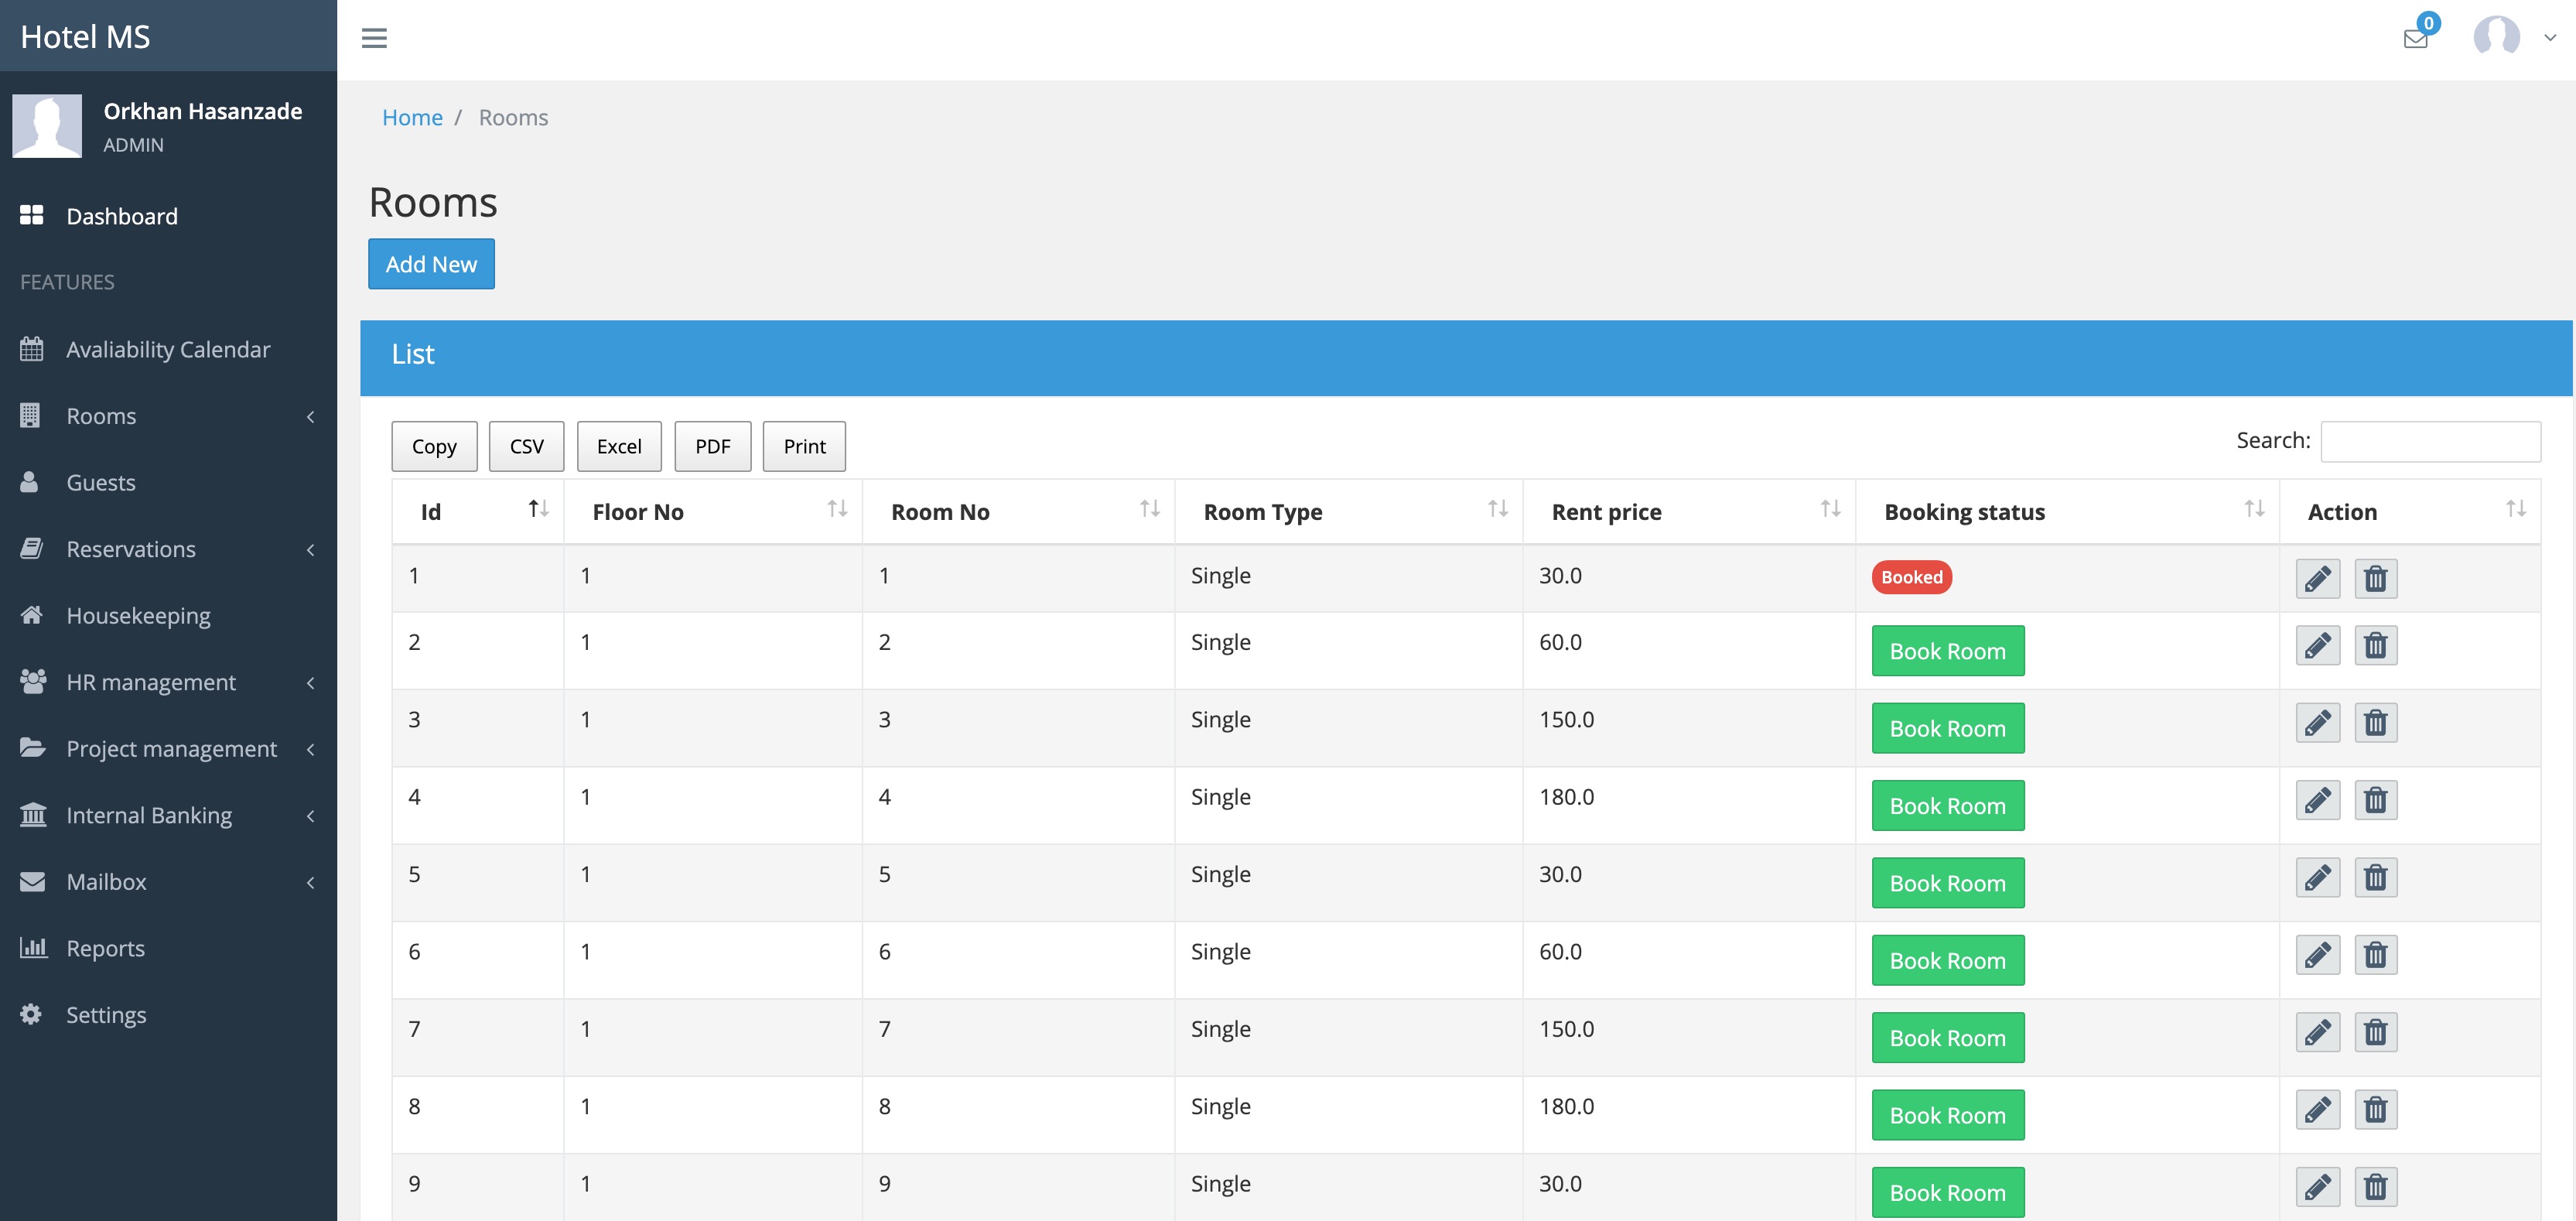 Hotel MS
0
Orkhan Hasanzade
ADMIN
Dashboard
FEATURES
Avaliability Calendar
Rooms
Guests
Reservations
Housekeeping
HR management
Project management
Internal Banking
Mailbox
Reports
Settings
Home / Rooms
Rooms
Add New
List
Copy CSV Excel PDF Print Search:
Id Floor No Room No Room Type Rent price Booking status Action
1 1 1 Single 30.0 Booked
2 1 2 Single 60.0 Book Room
3 1 3 Single 150.0 Book Room
4 1 4 Single 180.0 Book Room
5 1 5 Single 30.0 Book Room
6 1 6 Single 60.0 Book Room
7 1 7 Single 150.0 Book Room
8 1 8 Single 180.0 Book Room
9 1 9 Single 30.0 Book Room